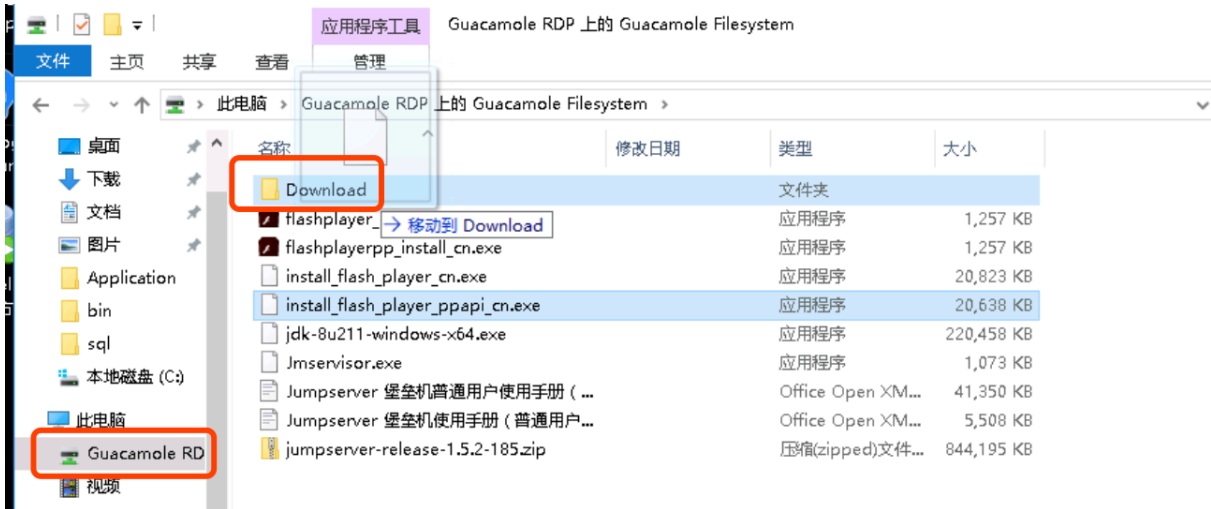 应用程序工具 Guacamole RDP 上的 Guacamole Filesystem
文件 主页 共享 查看 管理
此电脑 › Guacamole RDP 上的 Guacamole Filesystem ›
名称 修改日期 类型 大小
桌面
下载
文档
图片
Application
bin
sql
本地磁盘 (C:)
此电脑
Guacamole RD
视频
Download 文件夹
flashplayer_ 应用程序 1,257 KB
→ 移动到 Download
flashplayerpp_install_cn.exe 应用程序 1,257 KB
install_flash_player_cn.exe 应用程序 20,823 KB
install_flash_player_ppapi_cn.exe 应用程序 20,638 KB
jdk-8u211-windows-x64.exe 应用程序 220,458 KB
Jmservisor.exe 应用程序 1,073 KB
Jumpserver 堡垒机普通用户使用手册 ( ... Office Open XM... 41,350 KB
Jumpserver 堡垒机使用手册 ( 普通用户... Office Open XM... 5,508 KB
jumpserver-release-1.5.2-185.zip 压缩(zipped)文件... 844,195 KB